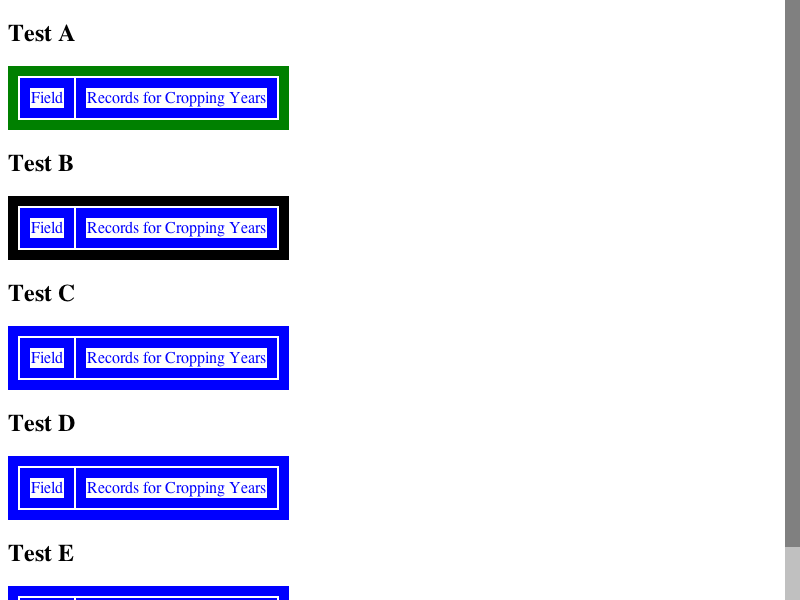 Test A
Field Records for Cropping Years
Test B
Field Records for Cropping Years
Test C
Field Records for Cropping Years
Test D
Field Records for Cropping Years
Test E